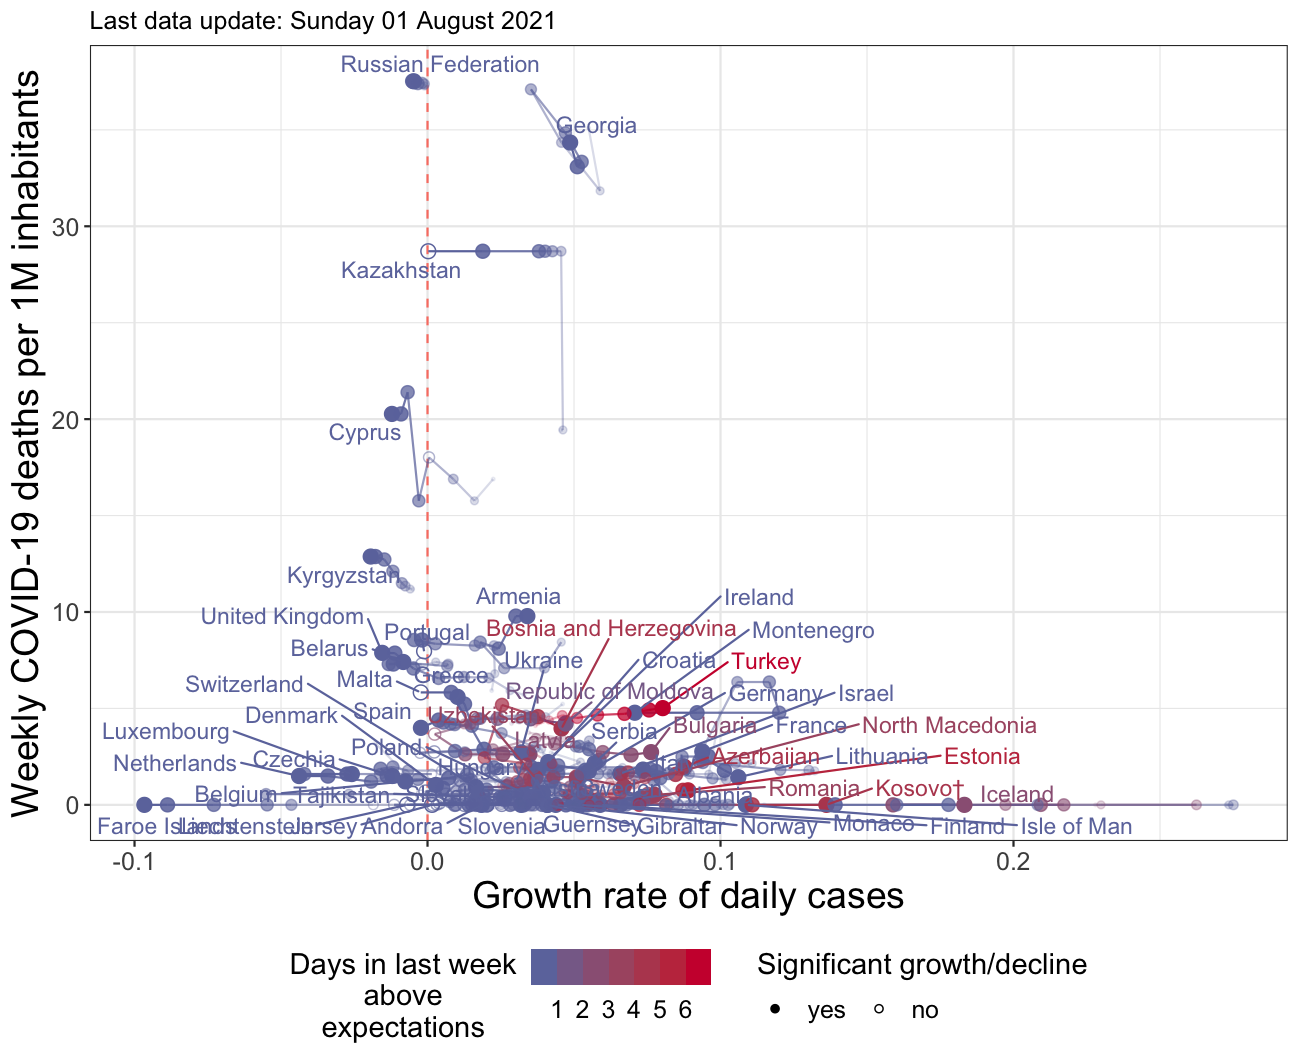 Last data update: Sunday 01 August 2021
Weekly COVID-19 deaths per 1M inhabitants
Russian Federation
Georgia
30
Kazakhstan
20
Cyprus
Kyrgyzstan
Armenia
Ireland
10
United Kingdom
Portugal
Bosnia and Herzegovina
Montenegro
Belarus
Ukraine
Croatia
Turkey
Malta
Greece
Switzerland
Republic of Moldova
Germany
Israel
Denmark
Spain
Uzbekistan
Luxembourg
Serbia
Bulgaria
France
North Macedonia
Poland
Latvia
Netherlands
Czechia
Hungary
Azerbaijan
Lithuania
Estonia
Belgium
Tajikistan
Romania
Kosovo†
Albania
Iceland
0
Faroe Islands
Liechtenstein
Jersey
Andorra
Slovenia
Guernsey
Gibraltar
Norway
Monaco
Finland
Isle of Man
-0.1
0.0
0.1
0.2
Growth rate of daily cases
Days in last week
above
expectations
1 2 3 4 5 6
Significant growth/decline
yes
no